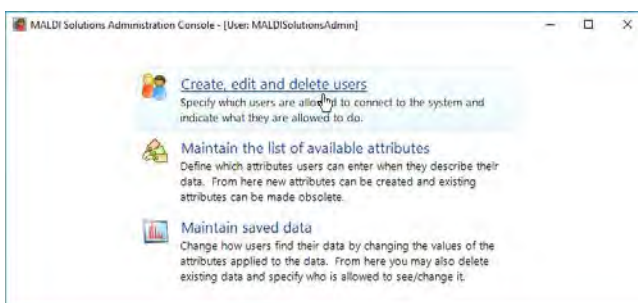 MALDI Solutions Administration Console - [User: MALDISolutionsAdmin]
Create, edit and delete users
Specify which users are allowed to connect to the system and
indicate what they are allowed to do.
Maintain the list of available attributes
Define which attributes users can enter when they describe their
data. From here new attributes can be created and existing
attributes can be made obsolete.
Maintain saved data
Change how users find their data by changing the values of the
attributes applied to the data. From here you may also delete
existing data and specify who is allowed to see/change it.